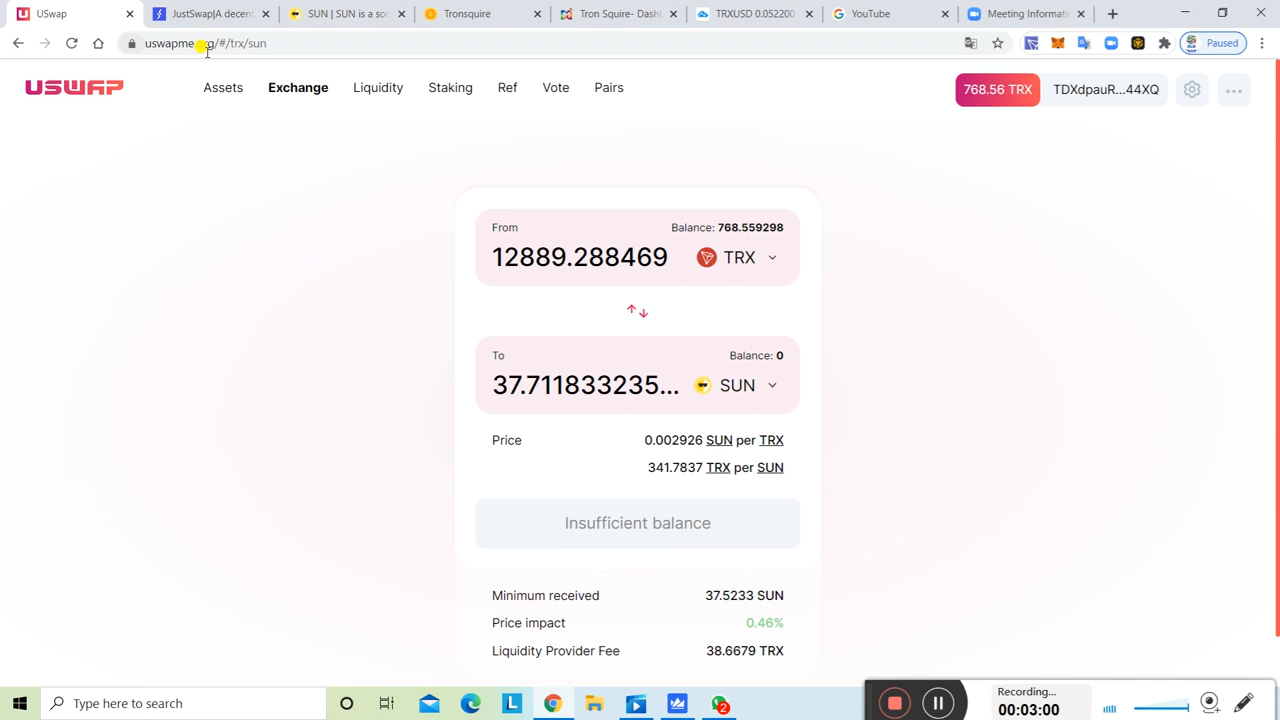 USwap
JustSwap|A decent
SUN | SUN is a soc
Tronsquire
Tron Squire- Dash
TRXUSD 0.052200
YouTube
Meeting Informati
uswapme.org/#/trx/sun
Paused
USWAP
Assets
Exchange
Liquidity
Staking
Ref
Vote
Pairs
768.56 TRX
TDXdpauR...44XQ
From
Balance: 768.559298
12889.288469
TRX
To
Balance: 0
37.711833235...
SUN
Price
0.002926 SUN per TRX
341.7837 TRX per SUN
Insufficient balance
Minimum received
37.5233 SUN
Price impact
0.46%
Liquidity Provider Fee
38.6679 TRX
Type here to search
L
2
Recording...
00:03:00